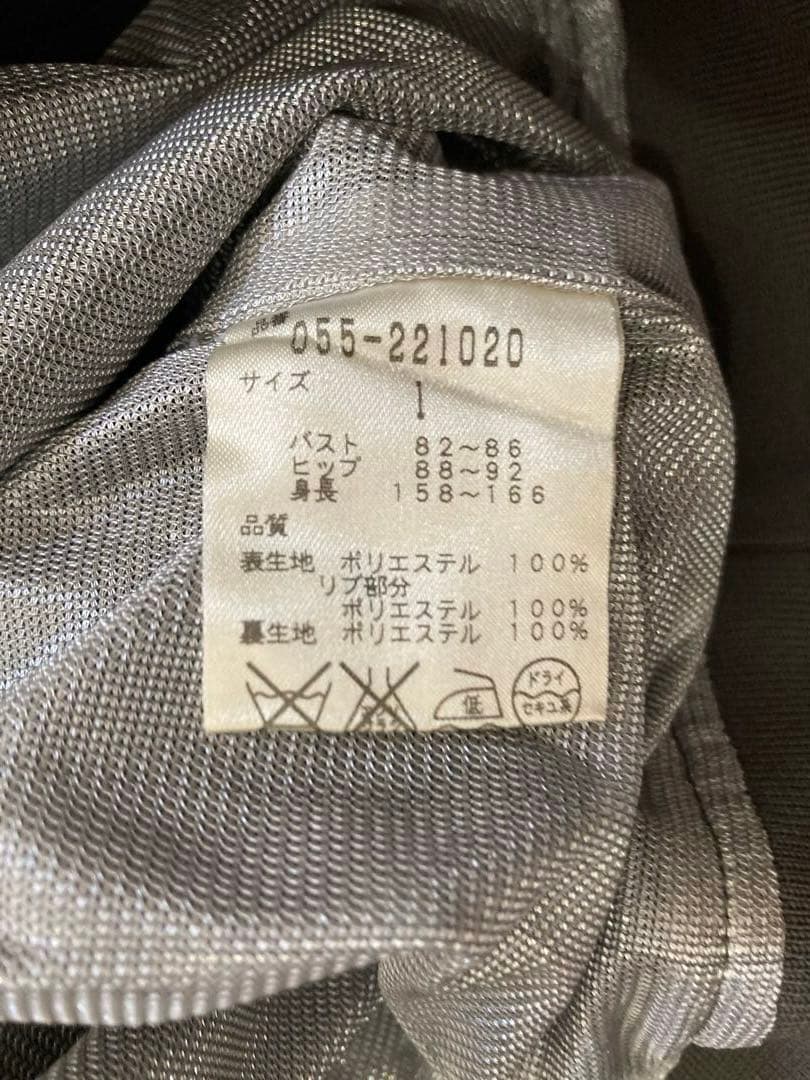 品番 055-221020
サイズ 1
バスト 82～86
ヒップ 88～92
身長 158～166
品質
表生地 ポリエステル 100%
リブ部分
ポリエステル 100%
裏生地 ポリエステル 100%
低 ドライ
セキユ系